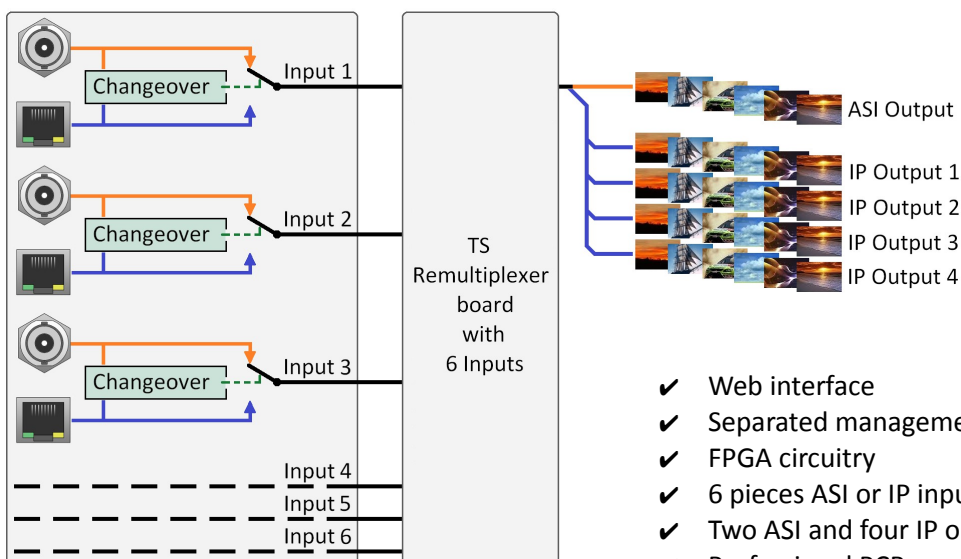 Changeover
Input 1
Changeover
Input 2
Changeover
Input 3
Input 4
Input 5
Input 6
TS
Remultiplexer
board
with
6 Inputs
ASI Output
IP Output 1
IP Output 2
IP Output 3
IP Output 4
✔ Web interface
✔ Separated manageme
✔ FPGA circuitry
✔ 6 pieces ASI or IP inpu
✔ Two ASI and four IP o